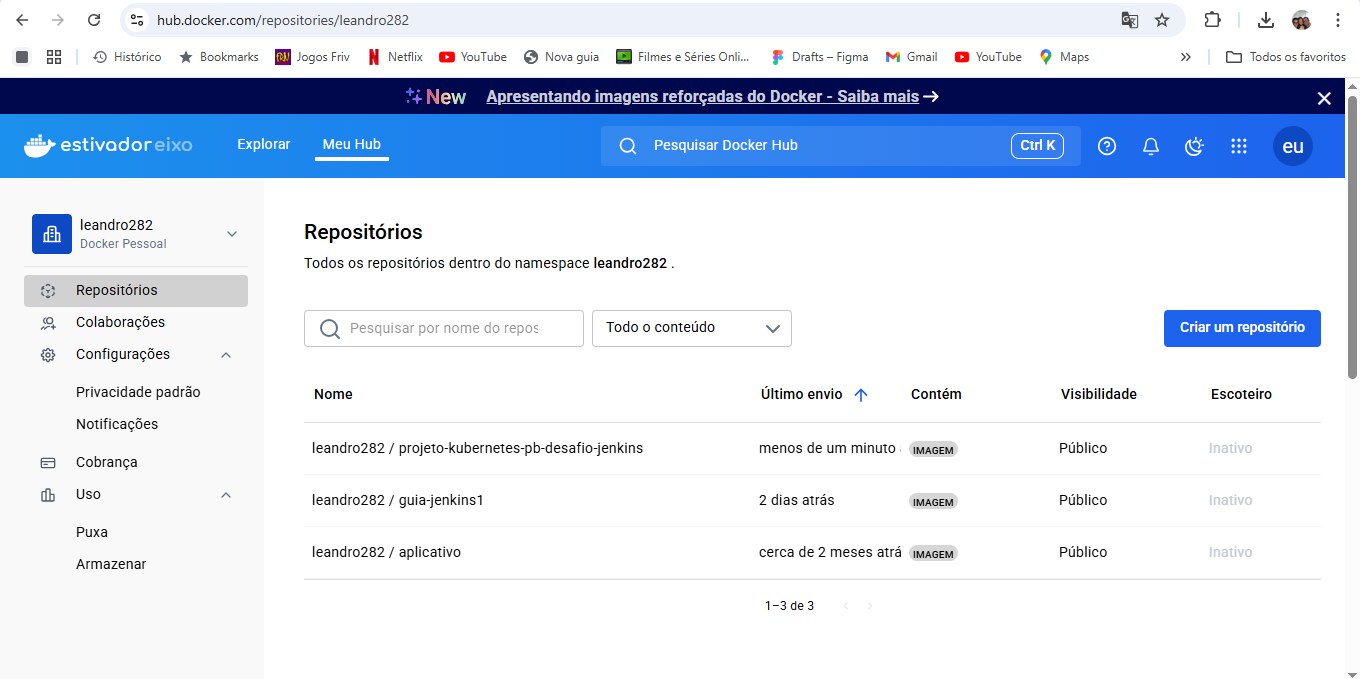 hub.docker.com/repositories/leandro282
Histórico
Bookmarks
Jogos Friv
Netflix
YouTube
Nova guia
Filmes e Séries Onli...
Drafts – Figma
Gmail
YouTube
Maps
»
Todos os favoritos
New
Apresentando imagens reforçadas do Docker - Saiba mais
estivador eixo
Explorar
Meu Hub
Pesquisar Docker Hub
Ctrl K
eu
leandro282
Docker Pessoal
Repositórios
Colaborações
Configurações
Privacidade padrão
Notificações
Cobrança
Uso
Puxa
Armazenar
Repositórios
Todos os repositórios dentro do namespace leandro282 .
Pesquisar por nome do repos
Todo o conteúdo
Criar um repositório
Nome Último envio Contém Visibilidade Escoteiro
leandro282 / projeto-kubernetes-pb-desafio-jenkins menos de um minuto IMAGEM Público Inativo
leandro282 / guia-jenkins1 2 dias atrás IMAGEM Público Inativo
leandro282 / aplicativo cerca de 2 meses atrá IMAGEM Público Inativo
1–3 de 3